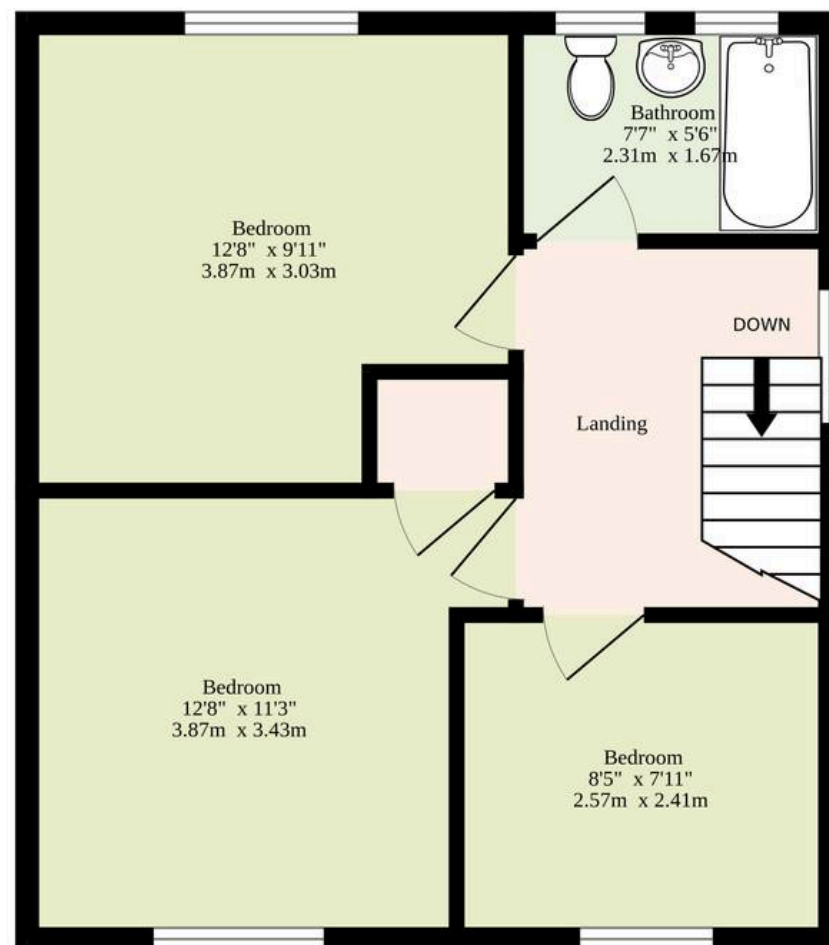 Bathroom
7'7" x 5'6"
2.31m x 1.67m
Bedroom
12'8" x 9'11"
3.87m x 3.03m
DOWN
Landing
Bedroom
12'8" x 11'3"
3.87m x 3.43m
Bedroom
8'5" x 7'11"
2.57m x 2.41m